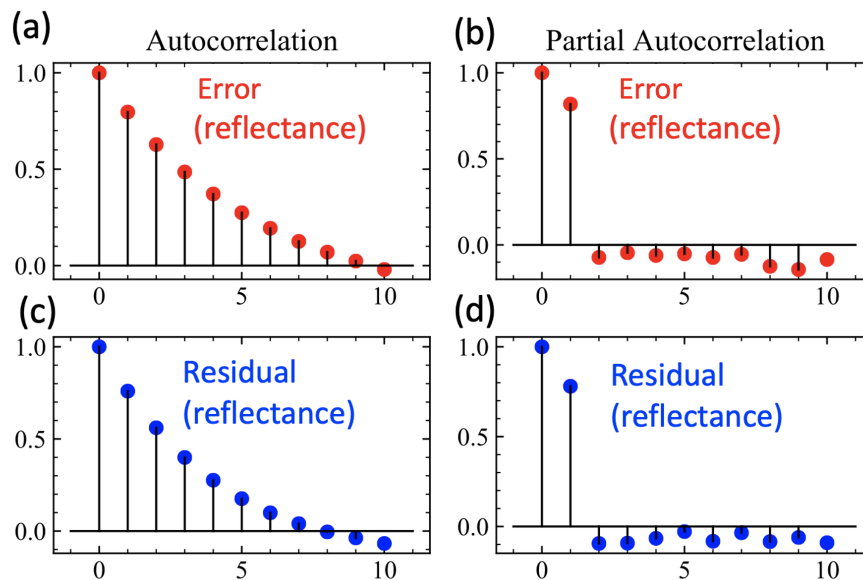 (a)
Autocorrelation
(b)
Partial Autocorrelation
1.0
0.5
0.0
0
5
10
Error
(reflectance)
1.0
0.5
0.0
0
5
10
Error
(reflectance)
(c)
1.0
0.5
0.0
0
5
10
Residual
(reflectance)
(d)
1.0
0.5
0.0
0
5
10
Residual
(reflectance)